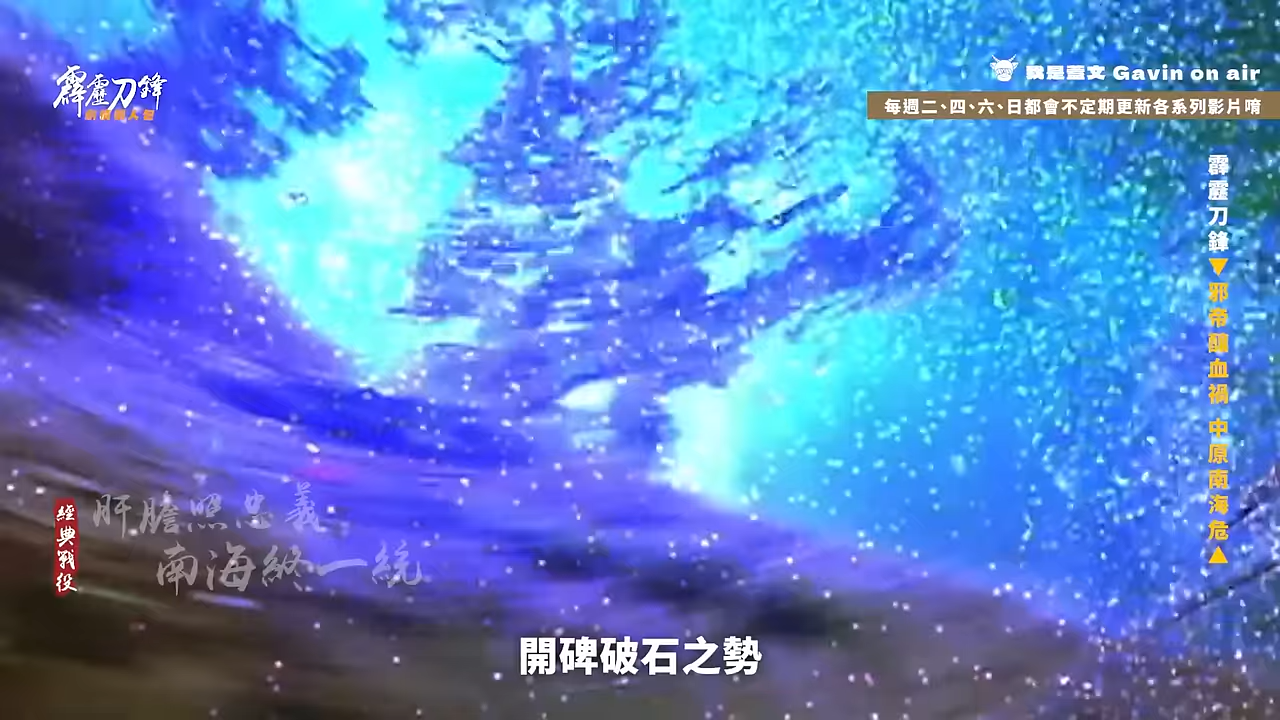 霹靂刀鋒
我是蓋文 Gavin on air
每週二、四、六、日都會不定期更新各系列影片唷
霹靂刀鋒▼邪帝釀血禍 中原南海危▲
經典戰役
肝膽照忠義
南海終一統
開碑破石之勢